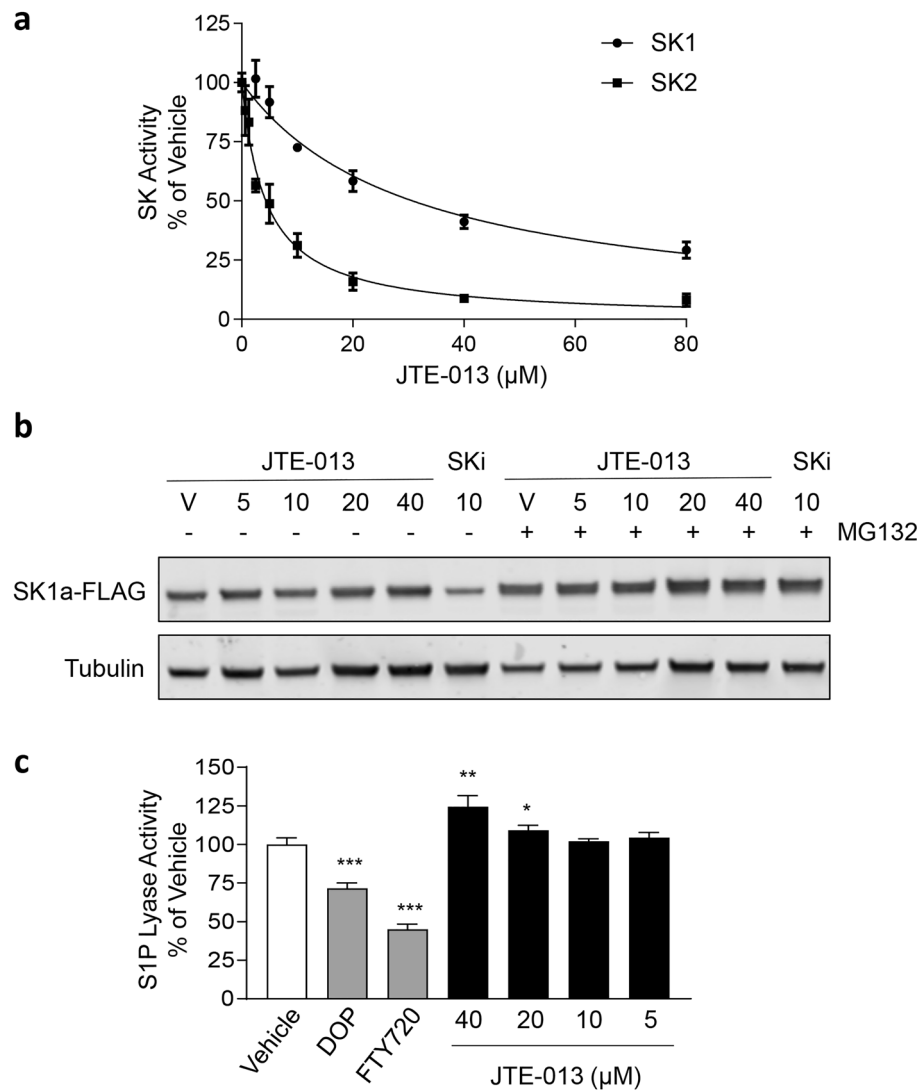 a
125
100
75
50
25
0
SK Activity
% of Vehicle
SK1
SK2
0 20 40 60 80
JTE-013 (µM)
b
JTE-013 SKi JTE-013 SKi
V 5 10 20 40 10 V 5 10 20 40 10
- - - - - - + + + + + + MG132
SK1a-FLAG
Tubulin
c
150
125
100
75
50
25
0
S1P Lyase Activity
% of Vehicle
** 
*
***
***
Vehicle DOP FTY720 40 20 10 5
JTE-013 (µM)